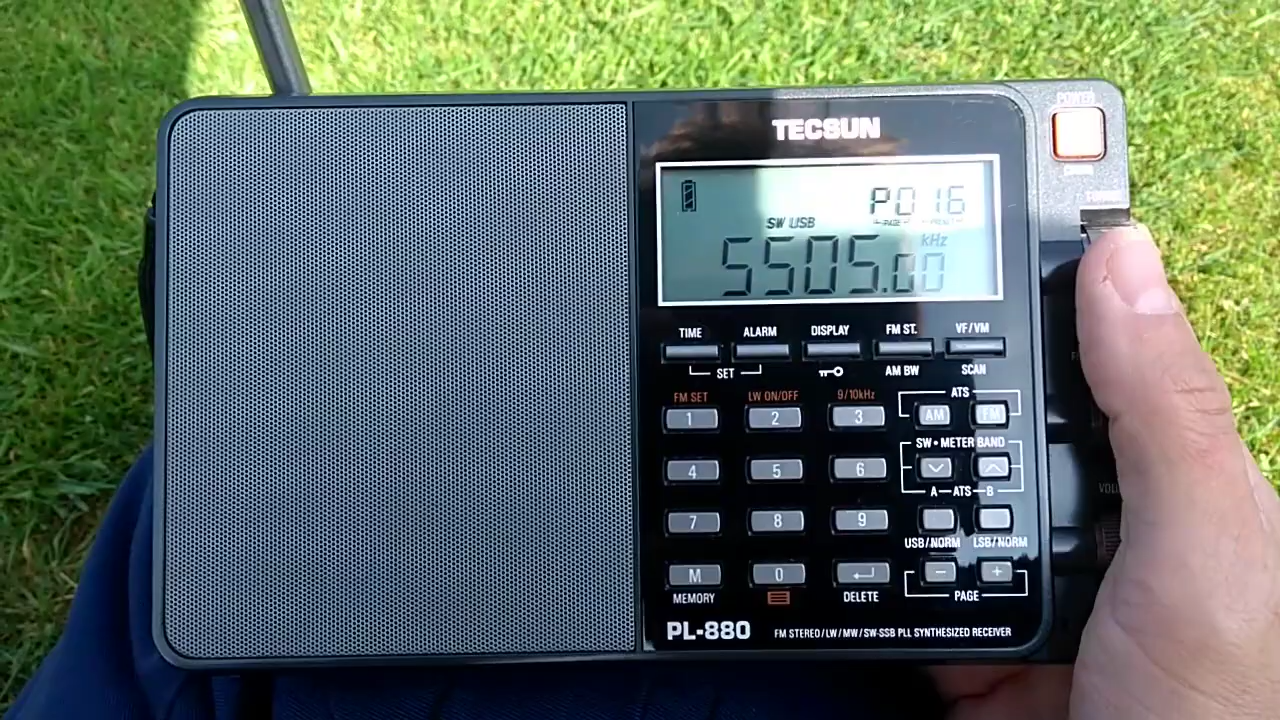 POWER
TECSUN
P016
SW USB
kHz
5505.00
TIME ALARM DISPLAY FM ST. VF/VM
SET AM BW SCAN
FM SET LW ON/OFF 9/10kHz ATS
1 2 3 AM FM
SW • METER BAND
4 5 6
A—ATS—B
7 8 9
USB/NORM LSB/NORM
M 0
MEMORY DELETE PAGE
- +
PL-880 FM STEREO/LW/MW/SW-SSB PLL SYNTHESIZED RECEIVER